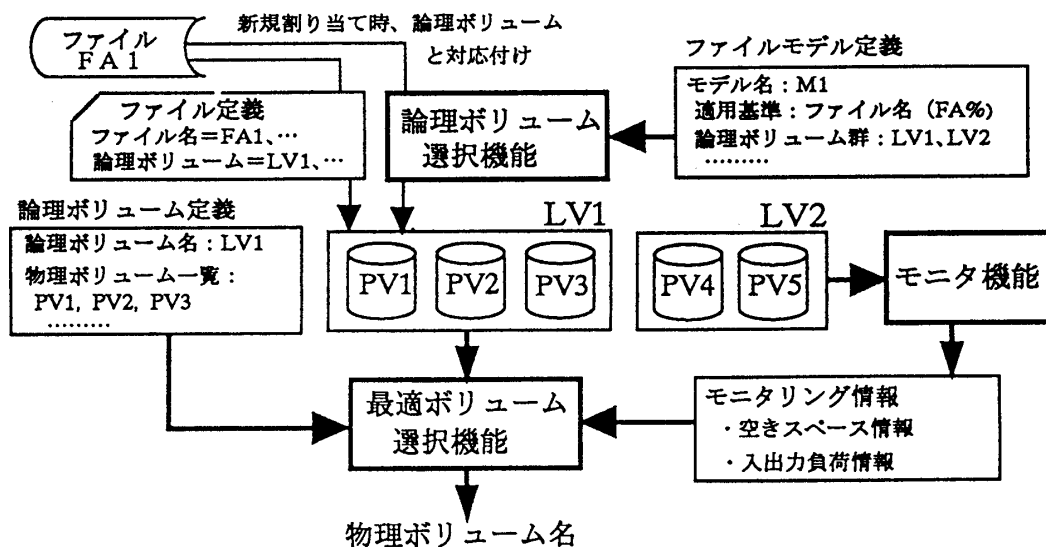 ファイル
FA1
新規割り当て時、論理ボリューム
と対応付け
ファイルモデル定義
モデル名:M1
適用基準:ファイル名(FA%)
論理ボリューム群:LV1、LV2
………
ファイル定義
ファイル名=FA1、…
論理ボリューム=LV1、…
論理ボリューム
選択機能
論理ボリューム定義
論理ボリューム名:LV1
物理ボリューム一覧:
PV1, PV2, PV3
………
LV1
PV1 PV2 PV3
LV2
PV4 PV5
モニタ機能
最適ボリューム
選択機能
モニタリング情報
・空きスペース情報
・入出力負荷情報
物理ボリューム名